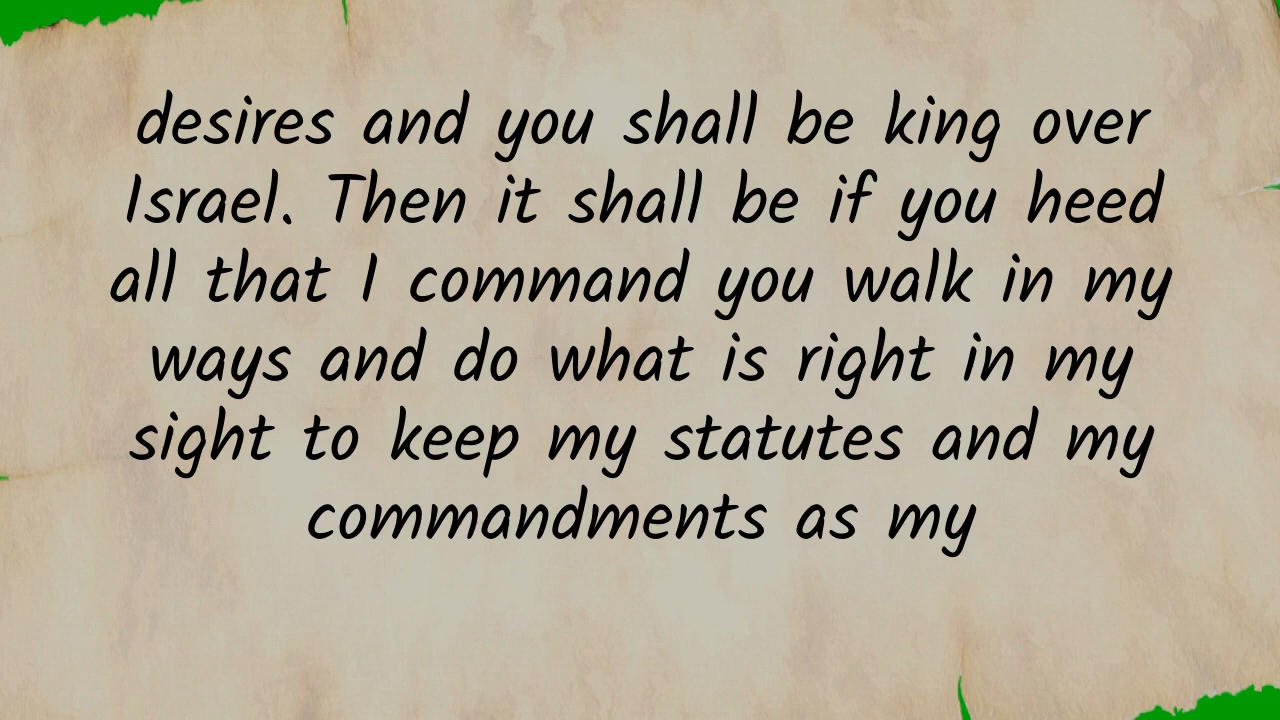 desires and you shall be king over
Israel. Then it shall be if you heed
all that I command you walk in my
ways and do what is right in my
sight to keep my statutes and my
commandments as my